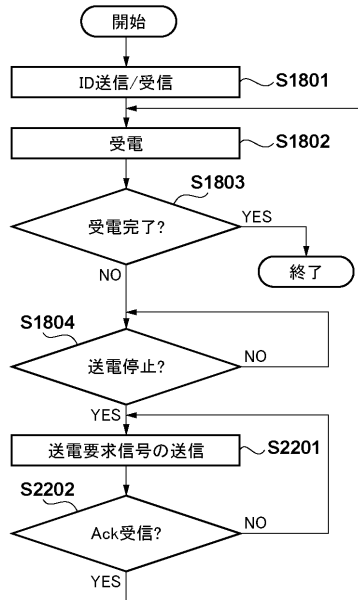 開始
ID送信/受信
S1801
受電
S1802
S1803
受電完了?
YES
NO
終了
S1804
送電停止?
NO
YES
送電要求信号の送信
S2201
S2202
Ack受信?
NO
YES